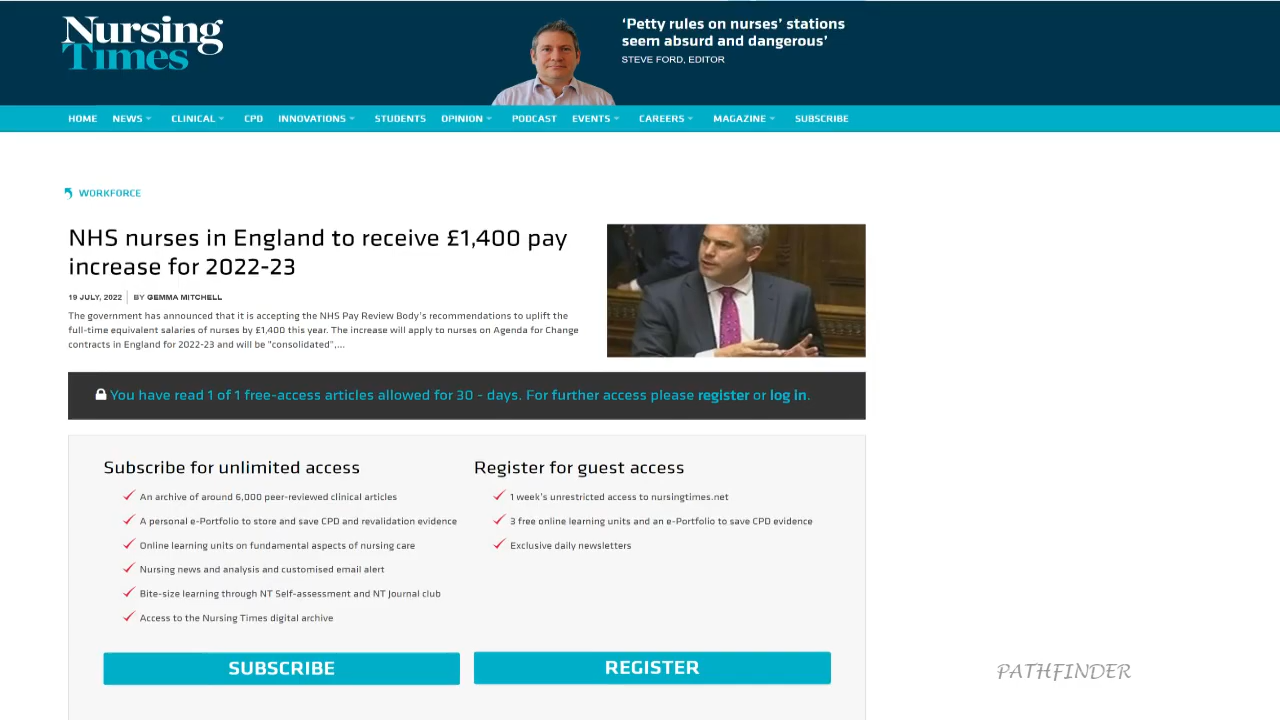 Nursing
Times
‘Petty rules on nurses’ stations
seem absurd and dangerous’
STEVE FORD, EDITOR
HOME NEWS CLINICAL CPD INNOVATIONS STUDENTS OPINION PODCAST EVENTS CAREERS MAGAZINE SUBSCRIBE
WORKFORCE
NHS nurses in England to receive £1,400 pay
increase for 2022-23
19 JULY, 2022 BY GEMMA MITCHELL
The government has announced that it is accepting the NHS Pay Review Body's recommendations to uplift the
full-time equivalent salaries of nurses by £1,400 this year. The increase will apply to nurses on Agenda for Change
contracts in England for 2022-23 and will be "consolidated",...
You have read 1 of 1 free-access articles allowed for 30 - days. For further access please register or log in.
Subscribe for unlimited access
An archive of around 6,000 peer-reviewed clinical articles
A personal e-Portfolio to store and save CPD and revalidation evidence
Online learning units on fundamental aspects of nursing care
Nursing news and analysis and customised email alert
Bite-size learning through NT Self-assessment and NT Journal club
Access to the Nursing Times digital archive
SUBSCRIBE
Register for guest access
1 week's unrestricted access to nursingtimes.net
3 free online learning units and an e-Portfolio to save CPD evidence
Exclusive daily newsletters
REGISTER
PATHFINDER